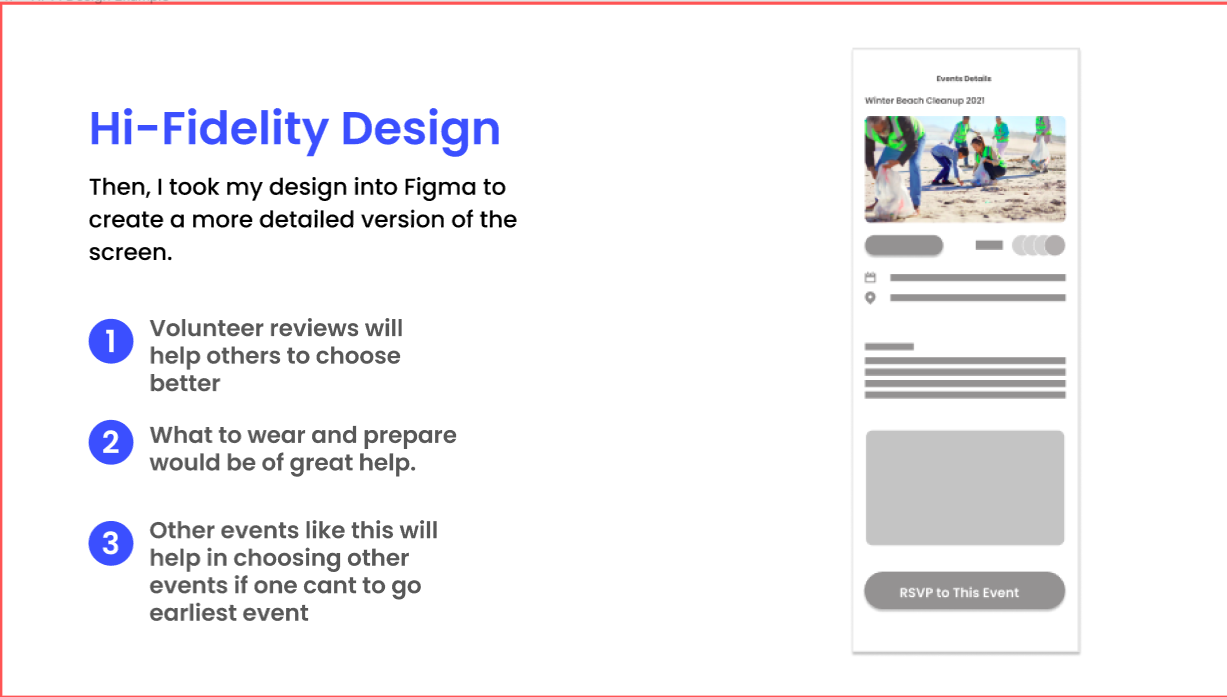 Design Example
Hi-Fidelity Design
Then, I took my design into Figma to
create a more detailed version of the
screen.
1
Volunteer reviews will
help others to choose
better
2
What to wear and prepare
would be of great help.
3
Other events like this will
help in choosing other
events if one cant to go
earliest event
Events Details
Winter Beach Cleanup 2021
RSVP to This Event